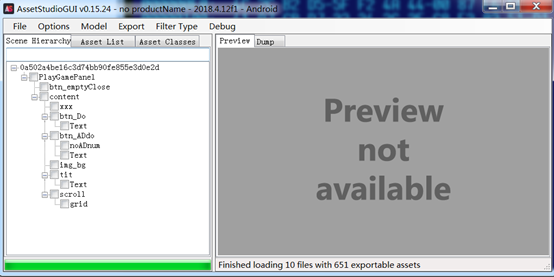 AssetStudioGUI v0.15.24 - no productName - 2018.4.12f1 - Android
File Options Model Export Filter Type Debug
Scene Hierarchy Asset List Asset Classes
Preview Dump
0a502a4be16c3d74bb90fe855e3d0e2d
PlayGamePanel
btn_emptyClose
content
xxx
btn_Do
Text
btn_ADdo
noADnum
Text
img_bg
tit
Text
scroll
grid
Preview
not
available
Finished loading 10 files with 651 exportable assets